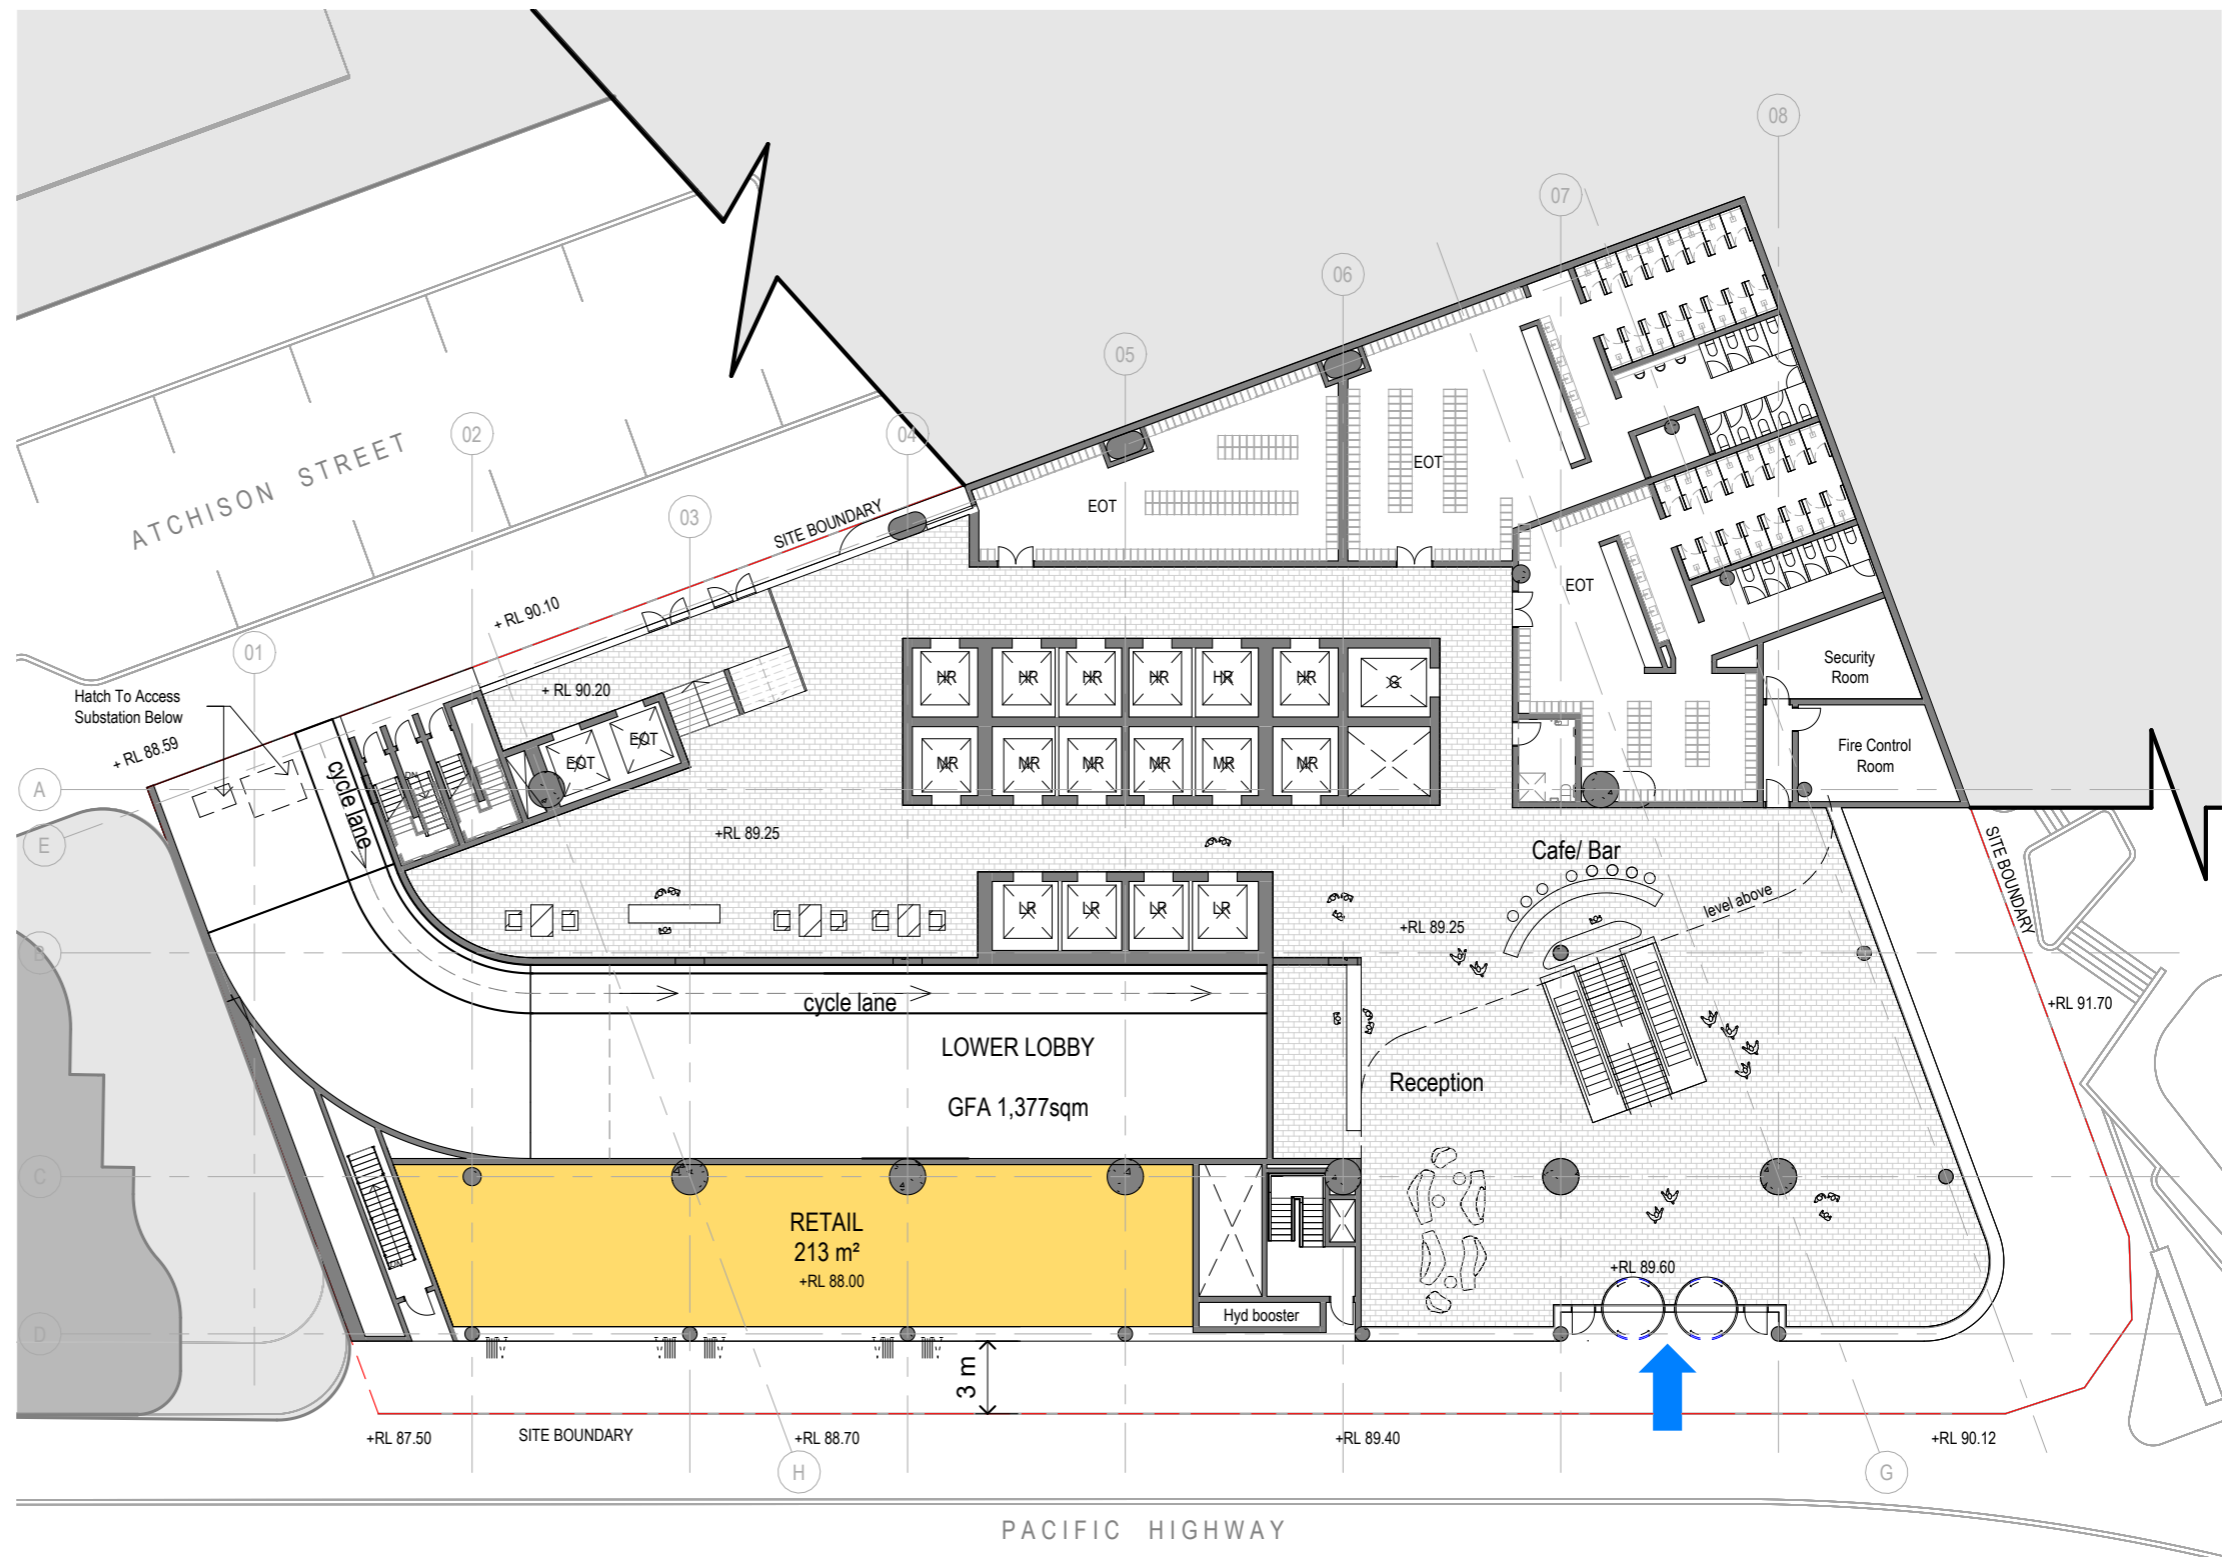 08
07
06
05
04
02
03
01
ATCHISON STREET
SITE BOUNDARY
+ RL 90.10
EOT
EOT
EOT
Security
Room
Fire Control
Room
Hatch To Access
Substation Below
+ RL 88.59
+ RL 90.20
EOT
EOT
cycle lane
DN
HR
HR
HR
HR
HR
HR
G
MR
MR
MR
MR
MR
MR
A
E
B
C
D
+RL 89.25
LR
LR
LR
LR
Cafe/ Bar
level above
+RL 89.25
SITE BOUNDARY
+RL 91.70
cycle lane
LOWER LOBBY
GFA 1,377sqm
Reception
RETAIL
213 m²
+RL 88.00
DN
+RL 89.60
Hyd booster
3 m
+RL 87.50
SITE BOUNDARY
+RL 88.70
+RL 89.40
+RL 90.12
H
G
PACIFIC HIGHWAY